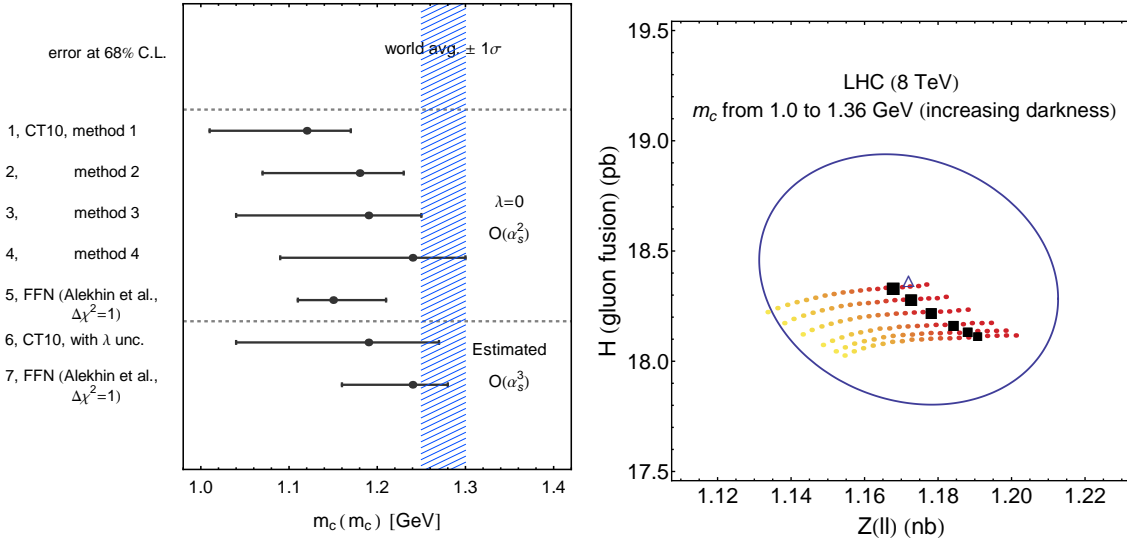 error at 68% C.L.
world avg. ± 1σ
1, CT10, method 1
2, method 2
3, method 3
4, method 4
5, FFN (Alekhin et al.,
Δχ²=1)
6, CT10, with λ unc.
7, FFN (Alekhin et al.,
Δχ²=1)
λ=0
O(α_s^2)
Estimated
O(α_s^3)
1.0 1.1 1.2 1.3 1.4
m_c(m_c) [GeV]
LHC (8 TeV)
m_c from 1.0 to 1.36 GeV (increasing darkness)
H (gluon fusion) (pb)
19.5
19.0
18.5
18.0
17.5
1.12 1.14 1.16 1.18 1.20 1.22
Z(ll) (nb)